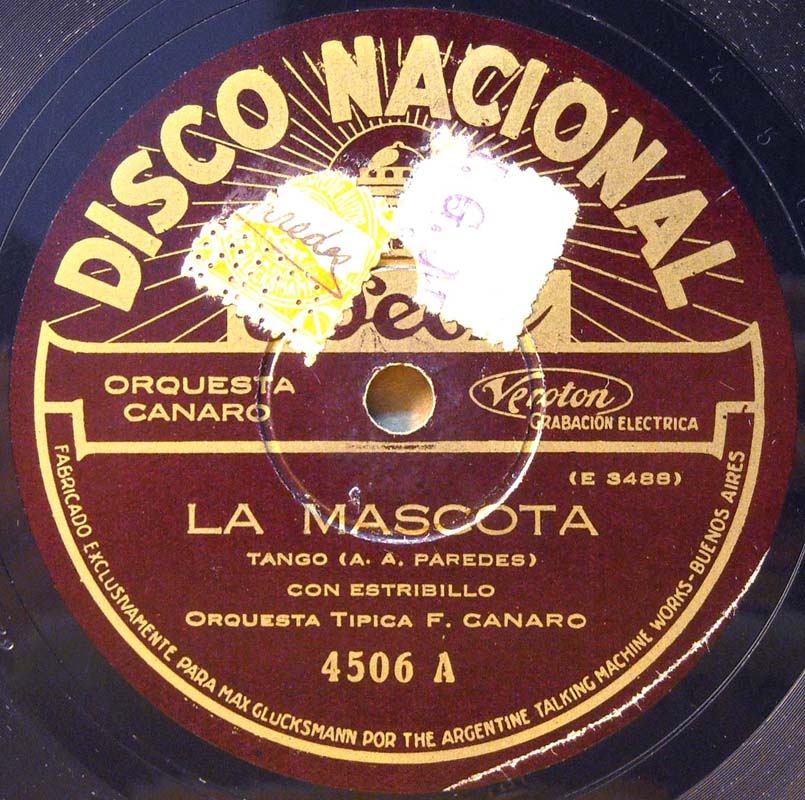 DISCO NACIONAL
Paredes
ORQUESTA
CANARO
Veroton
GRABACIÓN ELECTRICA
(E 3488)
LA MASCOTA
TANGO (A. A. PAREDES)
CON ESTRIBILLO
ORQUESTA TIPICA F. CANARO
4506 A
FABRICADO EXCLUSIVAMENTE PARA MAX GLUCKSMANN POR THE ARGENTINE TALKING MACHINE WORKS-BUENOS AIRES